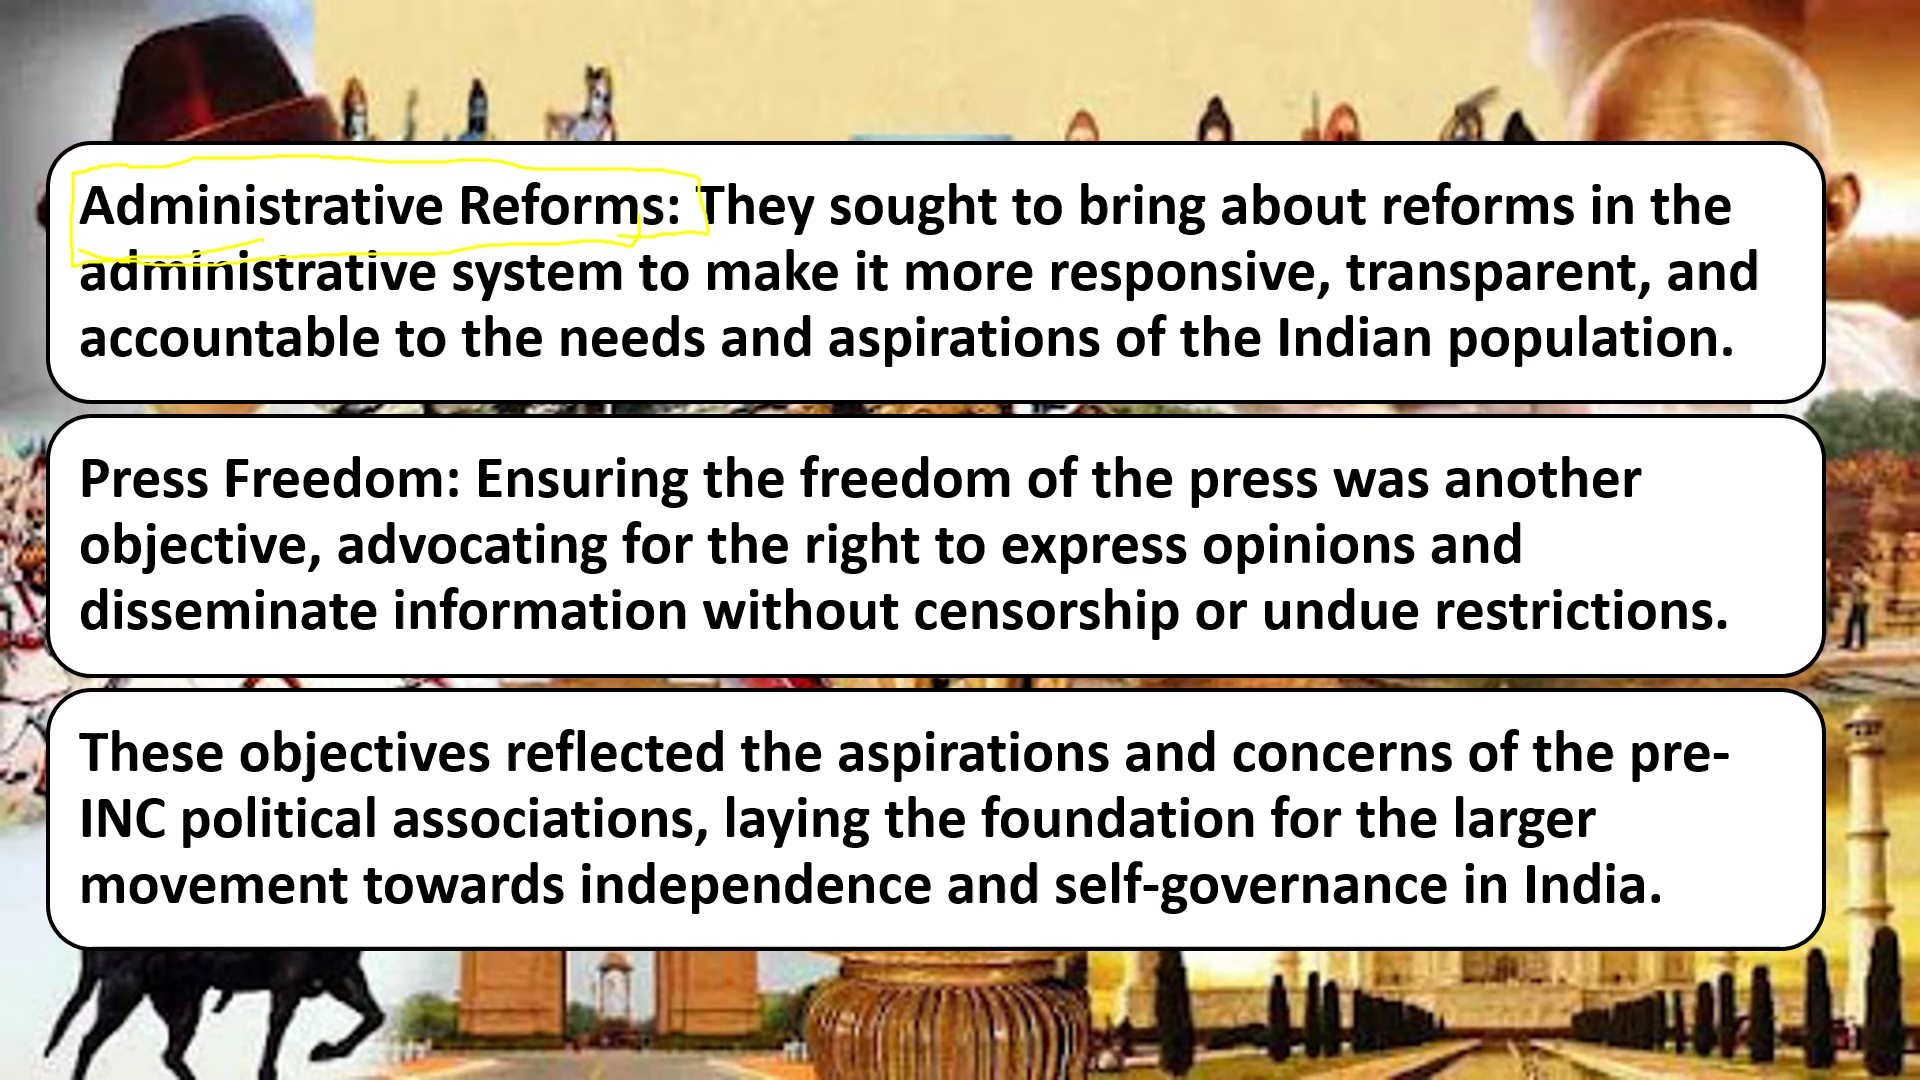 Administrative Reforms: They sought to bring about reforms in the
administrative system to make it more responsive, transparent, and
accountable to the needs and aspirations of the Indian population.
Press Freedom: Ensuring the freedom of the press was another
objective, advocating for the right to express opinions and
disseminate information without censorship or undue restrictions.
These objectives reflected the aspirations and concerns of the pre-
INC political associations, laying the foundation for the larger
movement towards independence and self-governance in India.